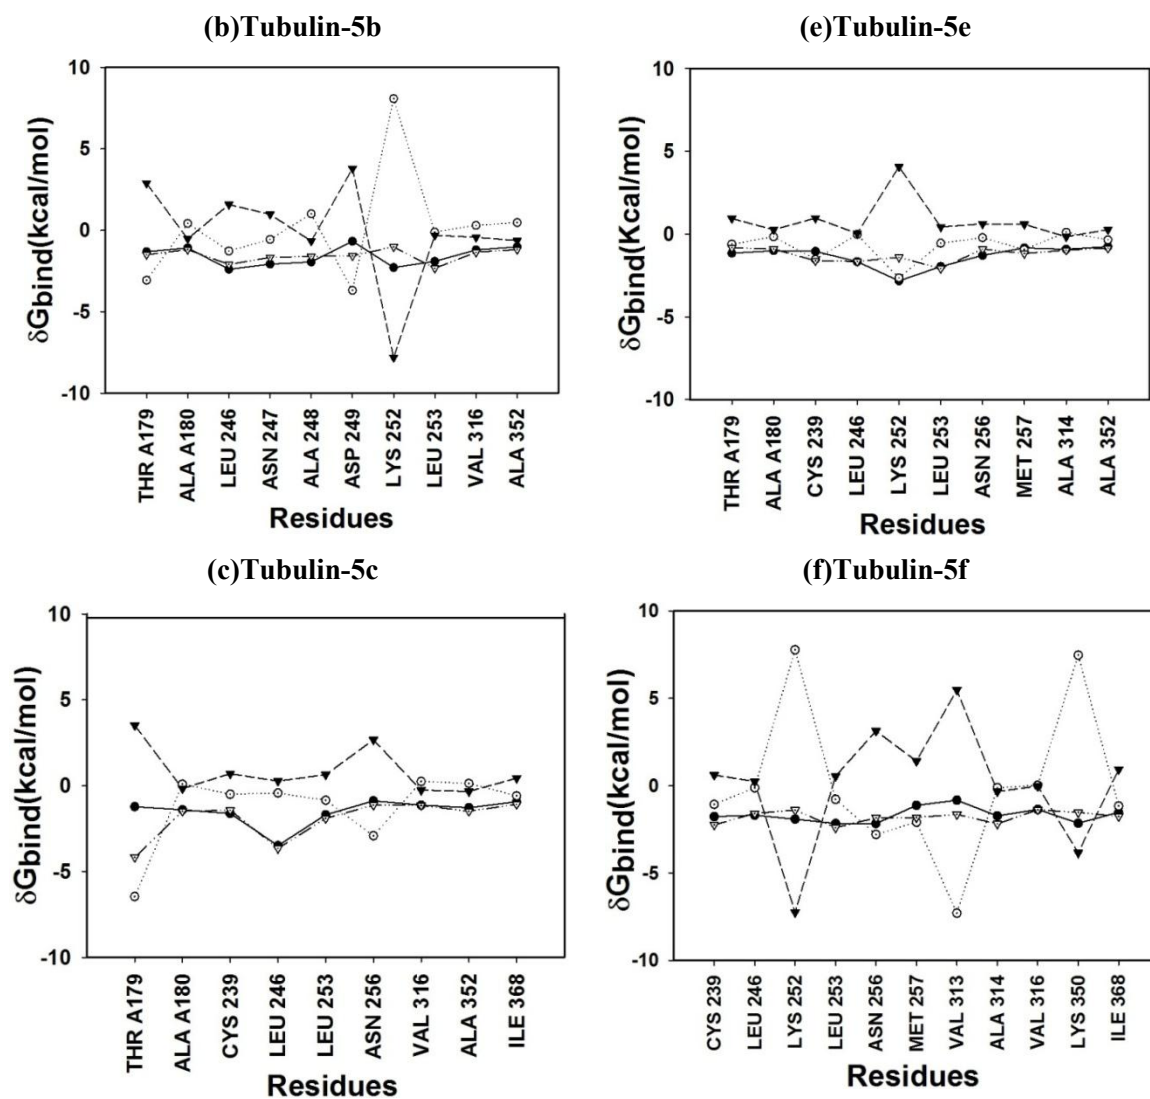 (b)Tubulin-5b
10
5
0
-5
-10
δGbind(kcal/mol)
THR A179
ALA A180
LEU 246
ASN 247
ALA 248
ASP 249
LYS 252
LEU 253
VAL 316
ALA 352
Residues
(e)Tubulin-5e
10
5
0
-5
-10
δGbind(Kcal/mol)
THR A179
ALA A180
CYS 239
LEU 246
LYS 252
LEU 253
ASN 256
MET 257
ALA 314
ALA 352
Residues
(c)Tubulin-5c
10
5
0
-5
-10
δGbind(kcal/mol)
THR A179
ALA A180
CYS 239
LEU 246
LEU 253
ASN 256
VAL 316
ALA 352
ILE 368
Residues
(f)Tubulin-5f
10
5
0
-5
-10
δGbind(kcal/mol)
CYS 239
LEU 246
LYS 252
LEU 253
ASN 256
MET 257
VAL 313
ALA 314
VAL 316
LYS 350
ILE 368
Residues